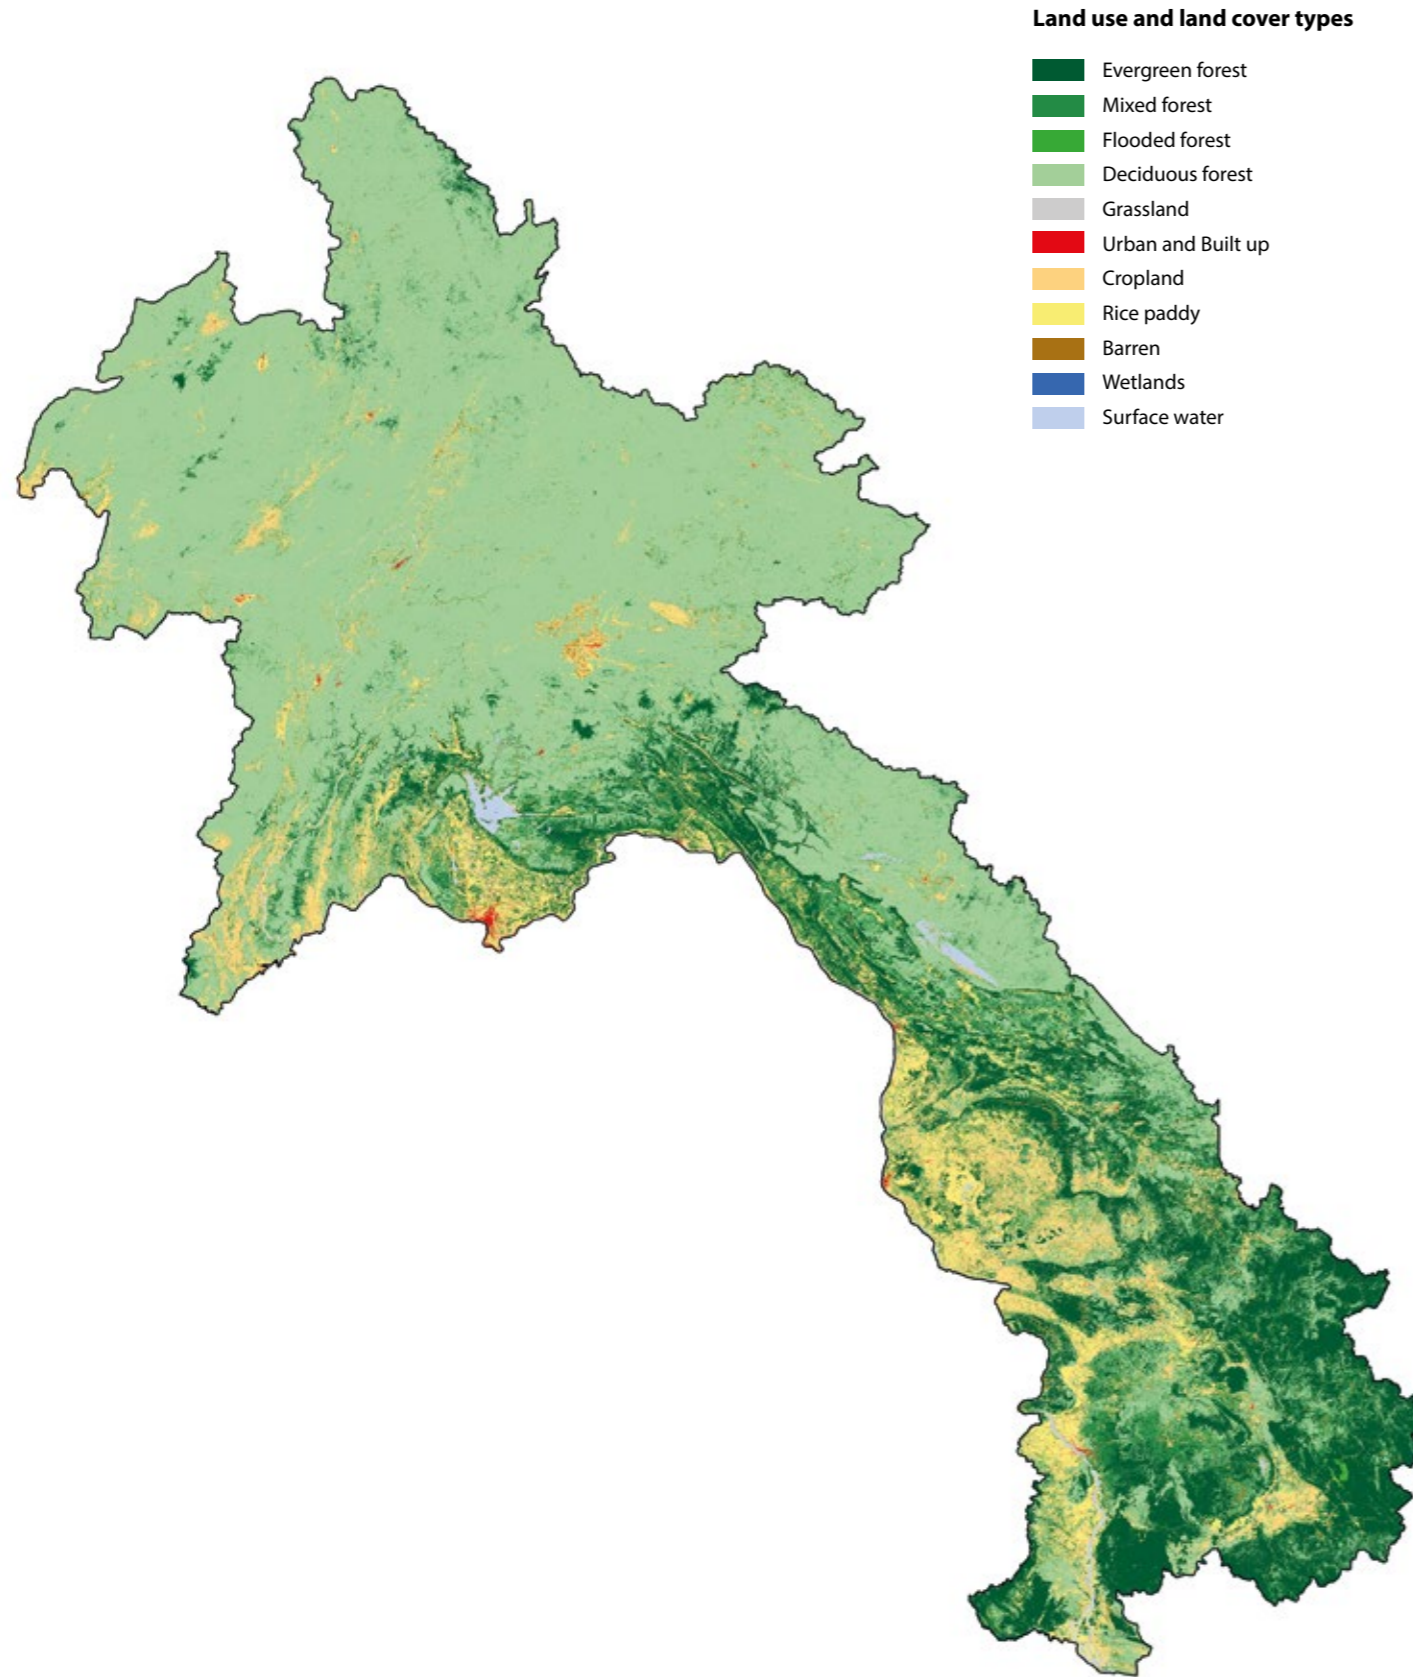 Land use and land cover types
Evergreen forest
Mixed forest
Flooded forest
Deciduous forest
Grassland
Urban and Built up
Cropland
Rice paddy
Barren
Wetlands
Surface water